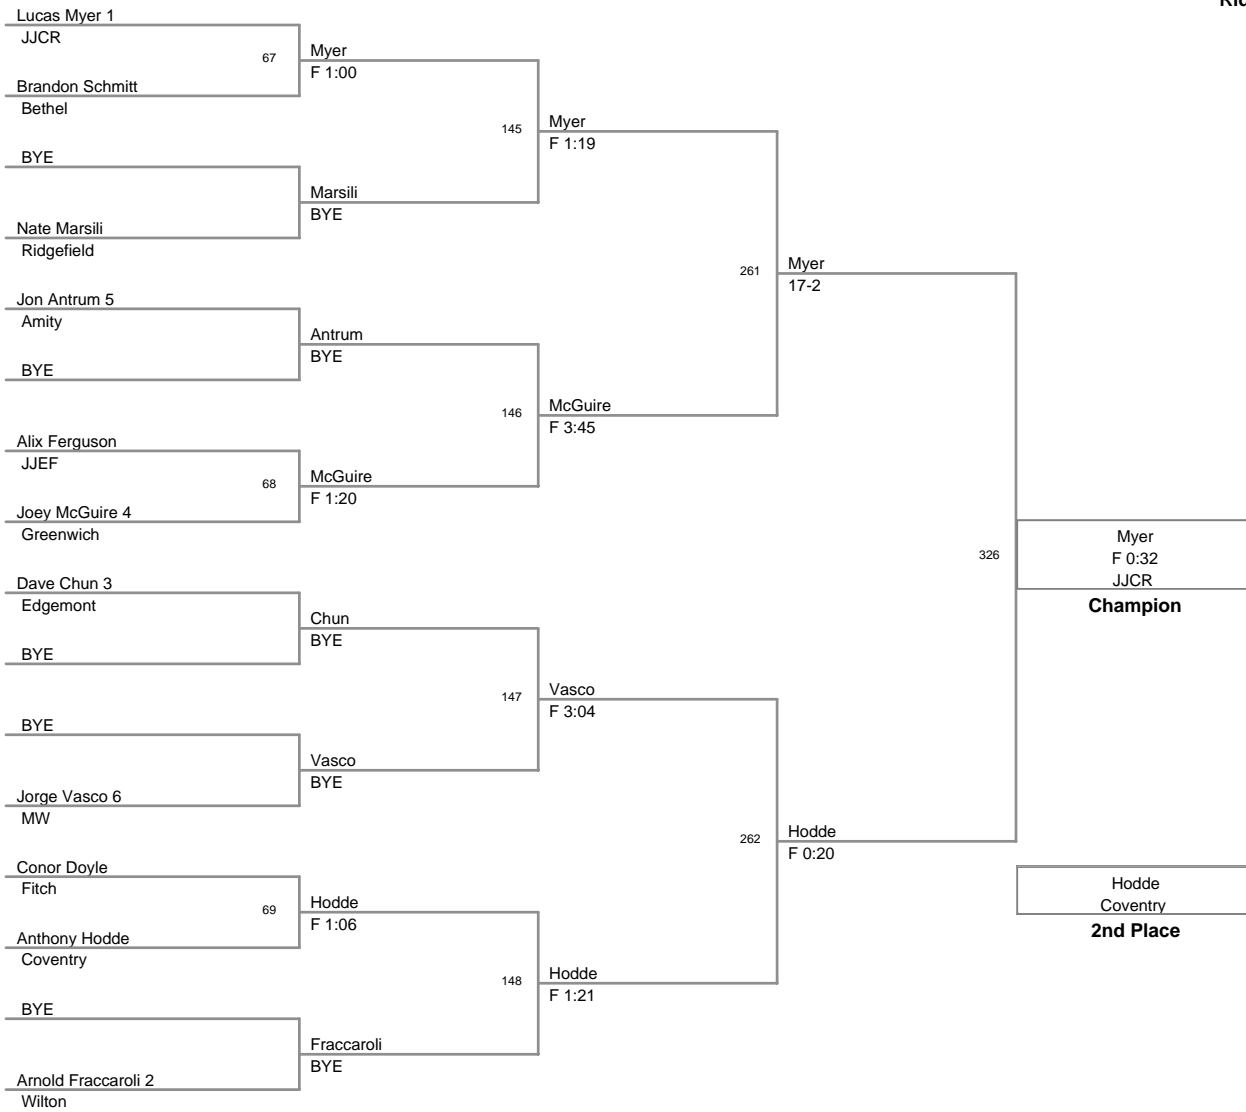 Lucas Myer 1
JJCR
67
Brandon Schmitt
Bethel
BYE
Nate Marsili
Ridgefield
Jon Antrum 5
Amity
BYE
Alix Ferguson
JJEF
68
Joey McGuire 4
Greenwich
Dave Chun 3
Edgemont
BYE
BYE
Jorge Vasco 6
MW
Conor Doyle
Fitch
69
Anthony Hodde
Coventry
BYE
Arnold Fraccaroli 2
Wilton
Myer
F 1:00
145
Marsili
BYE
Antrum
BYE
146
McGuire
F 1:20
Chun
BYE
147
Vasco
BYE
Hodde
F 1:06
148
Fraccaroli
BYE
Myer
F 1:19
261
McGuire
F 3:45
Vasco
F 3:04
262
Hodde
F 1:21
Myer
17-2
326
Hodde
F 0:20
Myer
F 0:32
JJCR
Champion
Hodde
Coventry
2nd Place